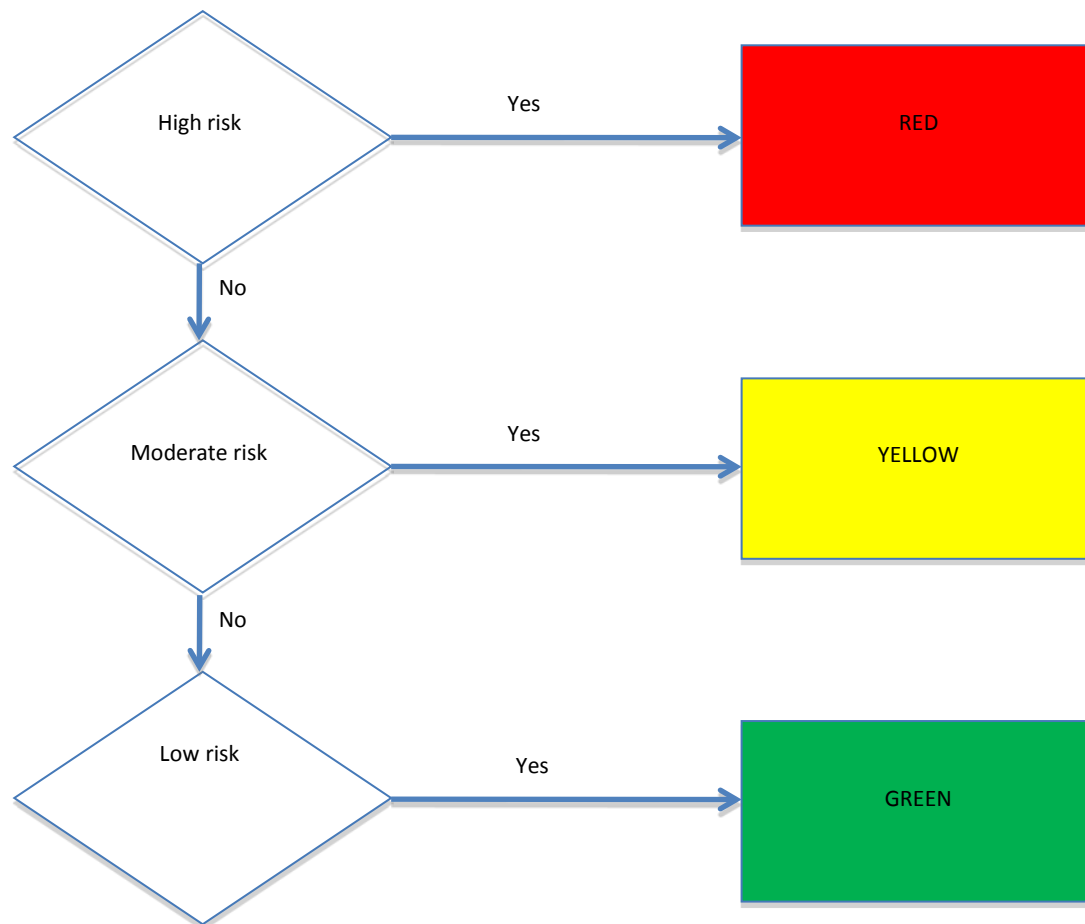 High risk
Yes
RED
No
Moderate risk
Yes
YELLOW
No
Low risk
Yes
GREEN